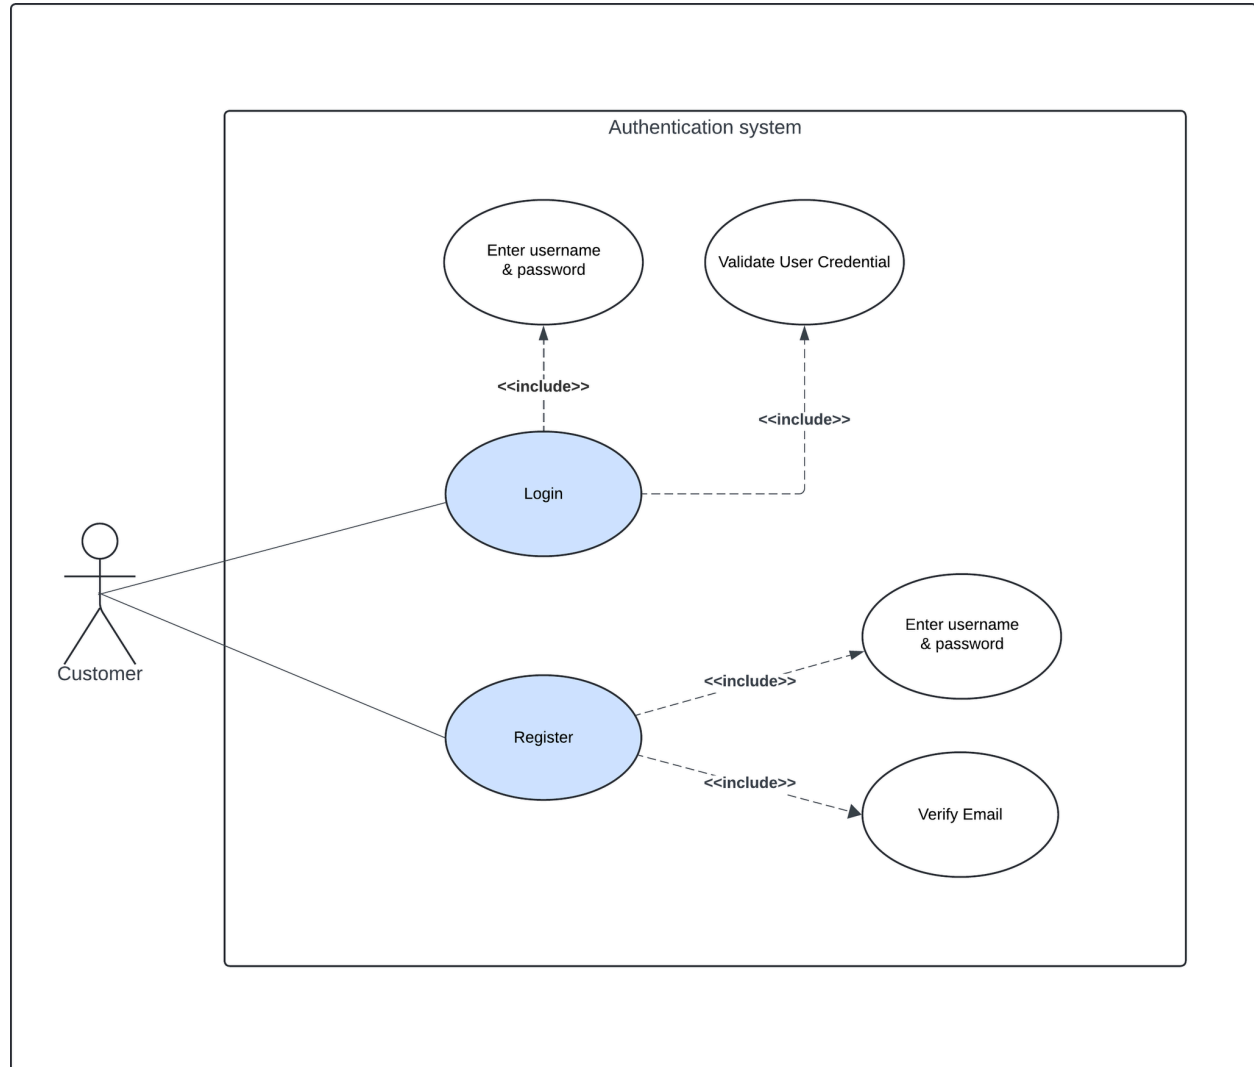 Authentication system
Enter username
& password
Validate User Credential
<<include>>
<<include>>
Login
Customer
Enter username
& password
<<include>>
Register
<<include>>
Verify Email